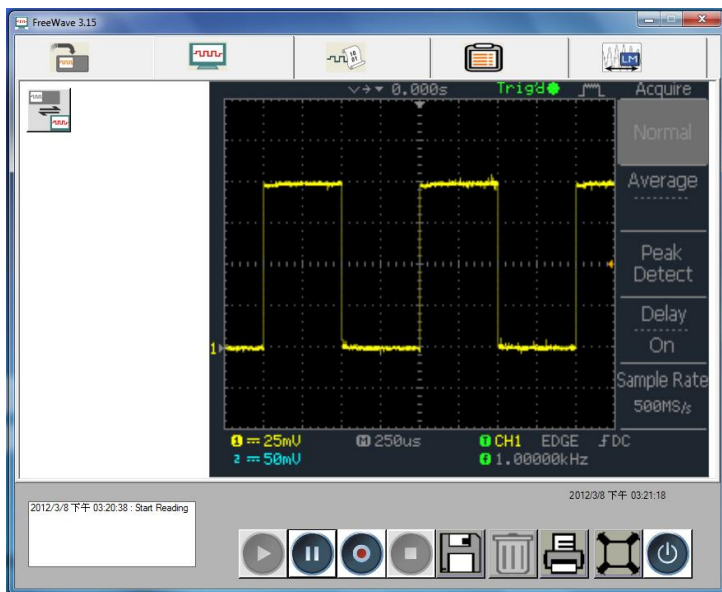 FreeWave 3.15
0.000s Trig'd Acquire
Normal
Average
Peak
Detect
Delay
On
Sample Rate
500MS/s
1
1 25mV M 250us T CH1 EDGE DC
2 50mV f 1.00000kHz
LM
2012/3/8 下午 03:21:18
2012/3/8 下午 03:20:38 : Start Reading